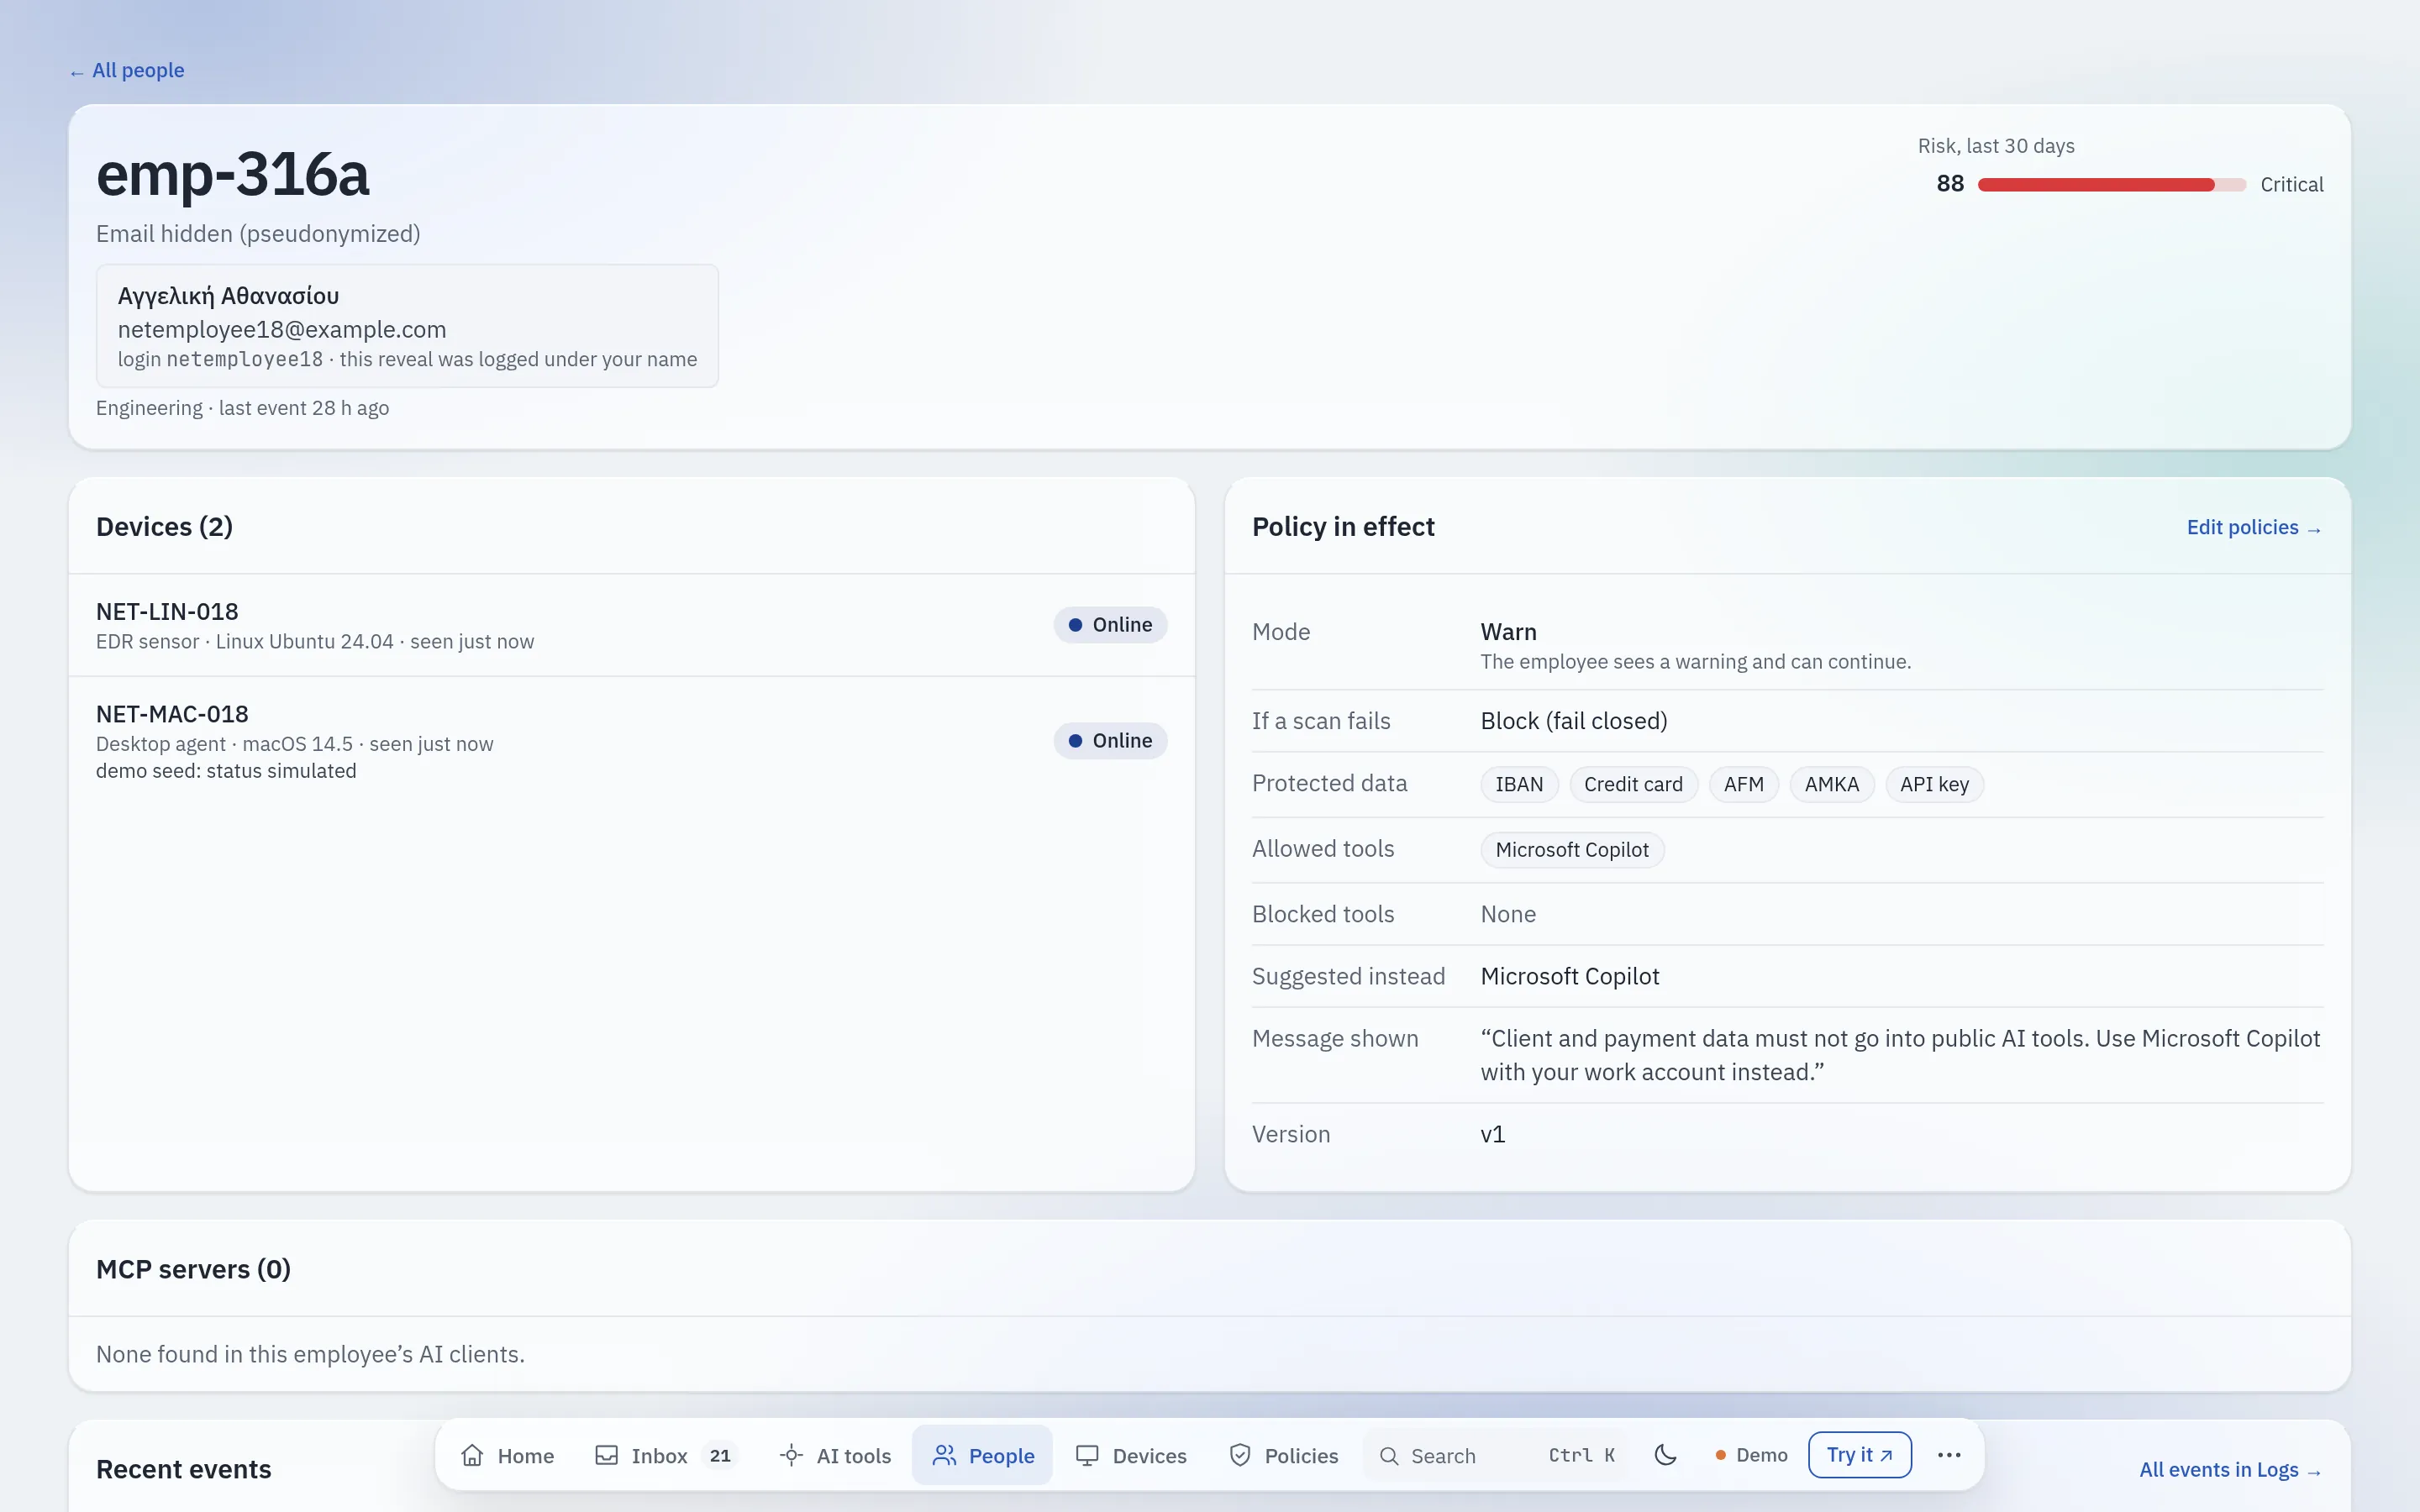 ← All people
emp-316a
Email hidden (pseudonymized)
Αγγελική Αθανασίου
netemployee18@example.com
login netemployee18 · this reveal was logged under your name
Engineering · last event 28 h ago
Risk, last 30 days
88 Critical
Devices (2)
NET-LIN-018
EDR sensor · Linux Ubuntu 24.04 · seen just now
Online
NET-MAC-018
Desktop agent · macOS 14.5 · seen just now
demo seed: status simulated
Online
Policy in effect
Edit policies →
Mode Warn
The employee sees a warning and can continue.
If a scan fails Block (fail closed)
Protected data IBAN Credit card AFM AMKA API key
Allowed tools Microsoft Copilot
Blocked tools None
Suggested instead Microsoft Copilot
Message shown “Client and payment data must not go into public AI tools. Use Microsoft Copilot
with your work account instead.”
Version v1
MCP servers (0)
None found in this employee’s AI clients.
Recent events
All events in Logs →
Home Inbox 21 AI tools People Devices Policies Search Ctrl K Demo Try it ↗